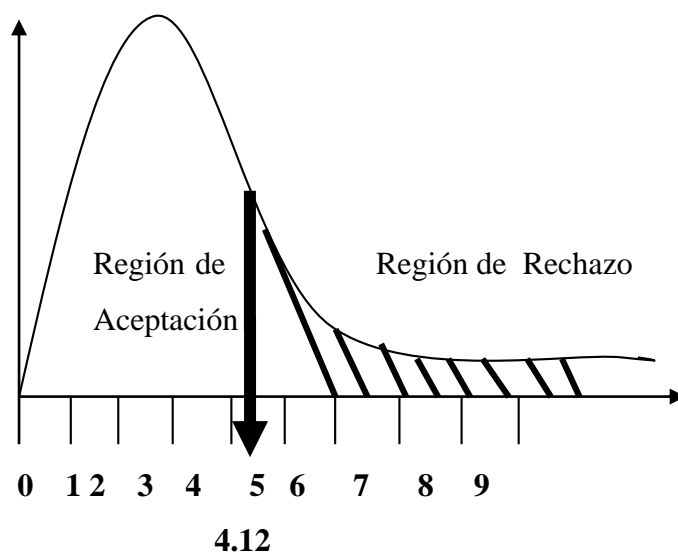 Región de
Aceptación
Región de Rechazo
0 1 2 3 4 5 6 7 8 9
4.12